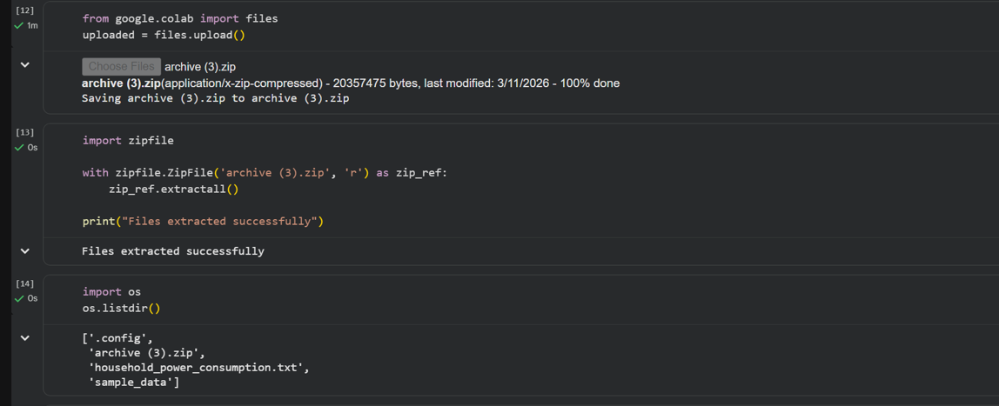 [12]
1m
from google.colab import files
uploaded = files.upload()
Choose Files archive (3).zip
archive (3).zip(application/x-zip-compressed) - 20357475 bytes, last modified: 3/11/2026 - 100% done
Saving archive (3).zip to archive (3).zip
[13]
0s
import zipfile
with zipfile.ZipFile('archive (3).zip', 'r') as zip_ref:
    zip_ref.extractall()
print("Files extracted successfully")
Files extracted successfully
[14]
0s
import os
os.listdir()
['.config',
 'archive (3).zip',
 'household_power_consumption.txt',
 'sample_data']